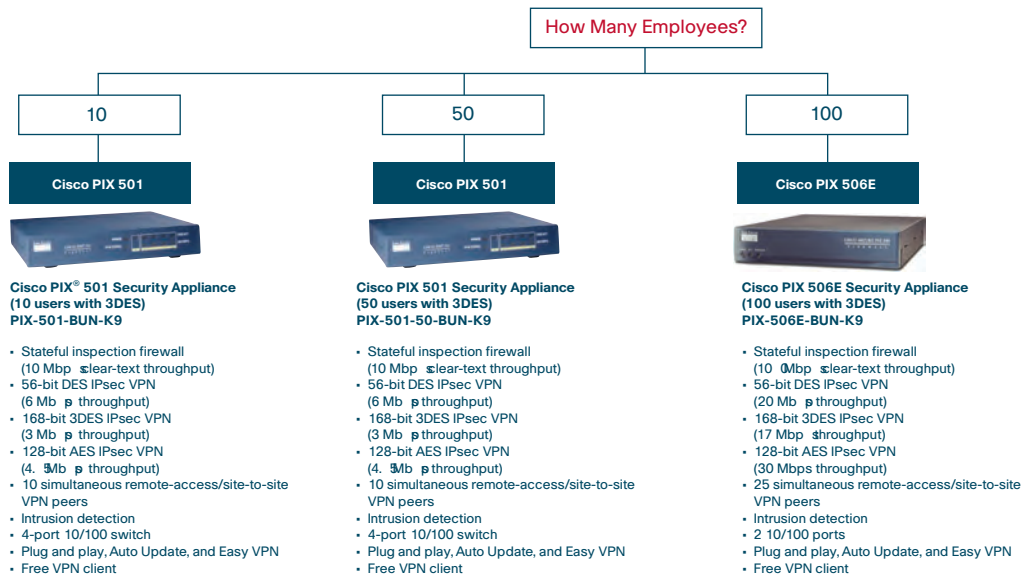 How Many Employees?
10
50
100
Cisco PIX 501
Cisco PIX 501
Cisco PIX 506E
Cisco PIX® 501 Security Appliance
(10 users with 3DES)
PIX-501-BUN-K9
▪ Stateful inspection firewall
(10 Mbps clear-text throughput)
▪ 56-bit DES IPsec VPN
(6 Mbps throughput)
▪ 168-bit 3DES IPsec VPN
(3 Mbps throughput)
▪ 128-bit AES IPsec VPN
(4.5 Mbps throughput)
▪ 10 simultaneous remote-access/site-to-site
VPN peers
▪ Intrusion detection
▪ 4-port 10/100 switch
▪ Plug and play, Auto Update, and Easy VPN
▪ Free VPN client
Cisco PIX 501 Security Appliance
(50 users with 3DES)
PIX-501-50-BUN-K9
▪ Stateful inspection firewall
(10 Mbps clear-text throughput)
▪ 56-bit DES IPsec VPN
(6 Mbps throughput)
▪ 168-bit 3DES IPsec VPN
(3 Mbps throughput)
▪ 128-bit AES IPsec VPN
(4.5 Mbps throughput)
▪ 10 simultaneous remote-access/site-to-site
VPN peers
▪ Intrusion detection
▪ 4-port 10/100 switch
▪ Plug and play, Auto Update, and Easy VPN
▪ Free VPN client
Cisco PIX 506E Security Appliance
(100 users with 3DES)
PIX-506E-BUN-K9
▪ Stateful inspection firewall
(100 Mbps clear-text throughput)
▪ 56-bit DES IPsec VPN
(20 Mbps throughput)
▪ 168-bit 3DES IPsec VPN
(17 Mbps throughput)
▪ 128-bit AES IPsec VPN
(30 Mbps throughput)
▪ 25 simultaneous remote-access/site-to-site
VPN peers
▪ Intrusion detection
▪ 2 10/100 ports
▪ Plug and play, Auto Update, and Easy VPN
▪ Free VPN client